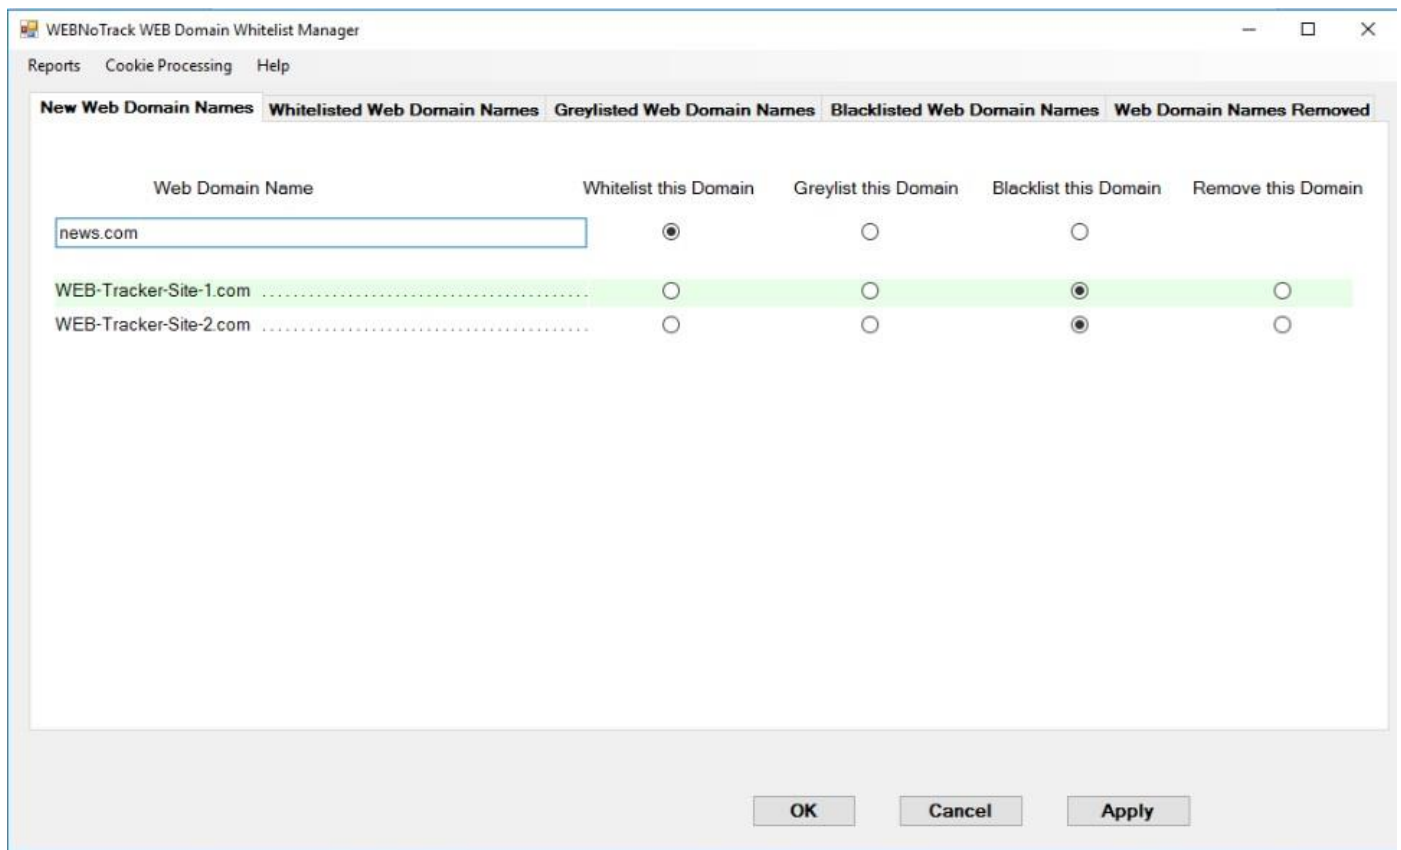 WEBNoTrack WEB Domain Whitelist Manager
Reports Cookie Processing Help
New Web Domain Names Whitelisted Web Domain Names Greylisted Web Domain Names Blacklisted Web Domain Names Web Domain Names Removed
Web Domain Name Whitelist this Domain Greylist this Domain Blacklist this Domain Remove this Domain
news.com
WEB-Tracker-Site-1.com
WEB-Tracker-Site-2.com
OK Cancel Apply